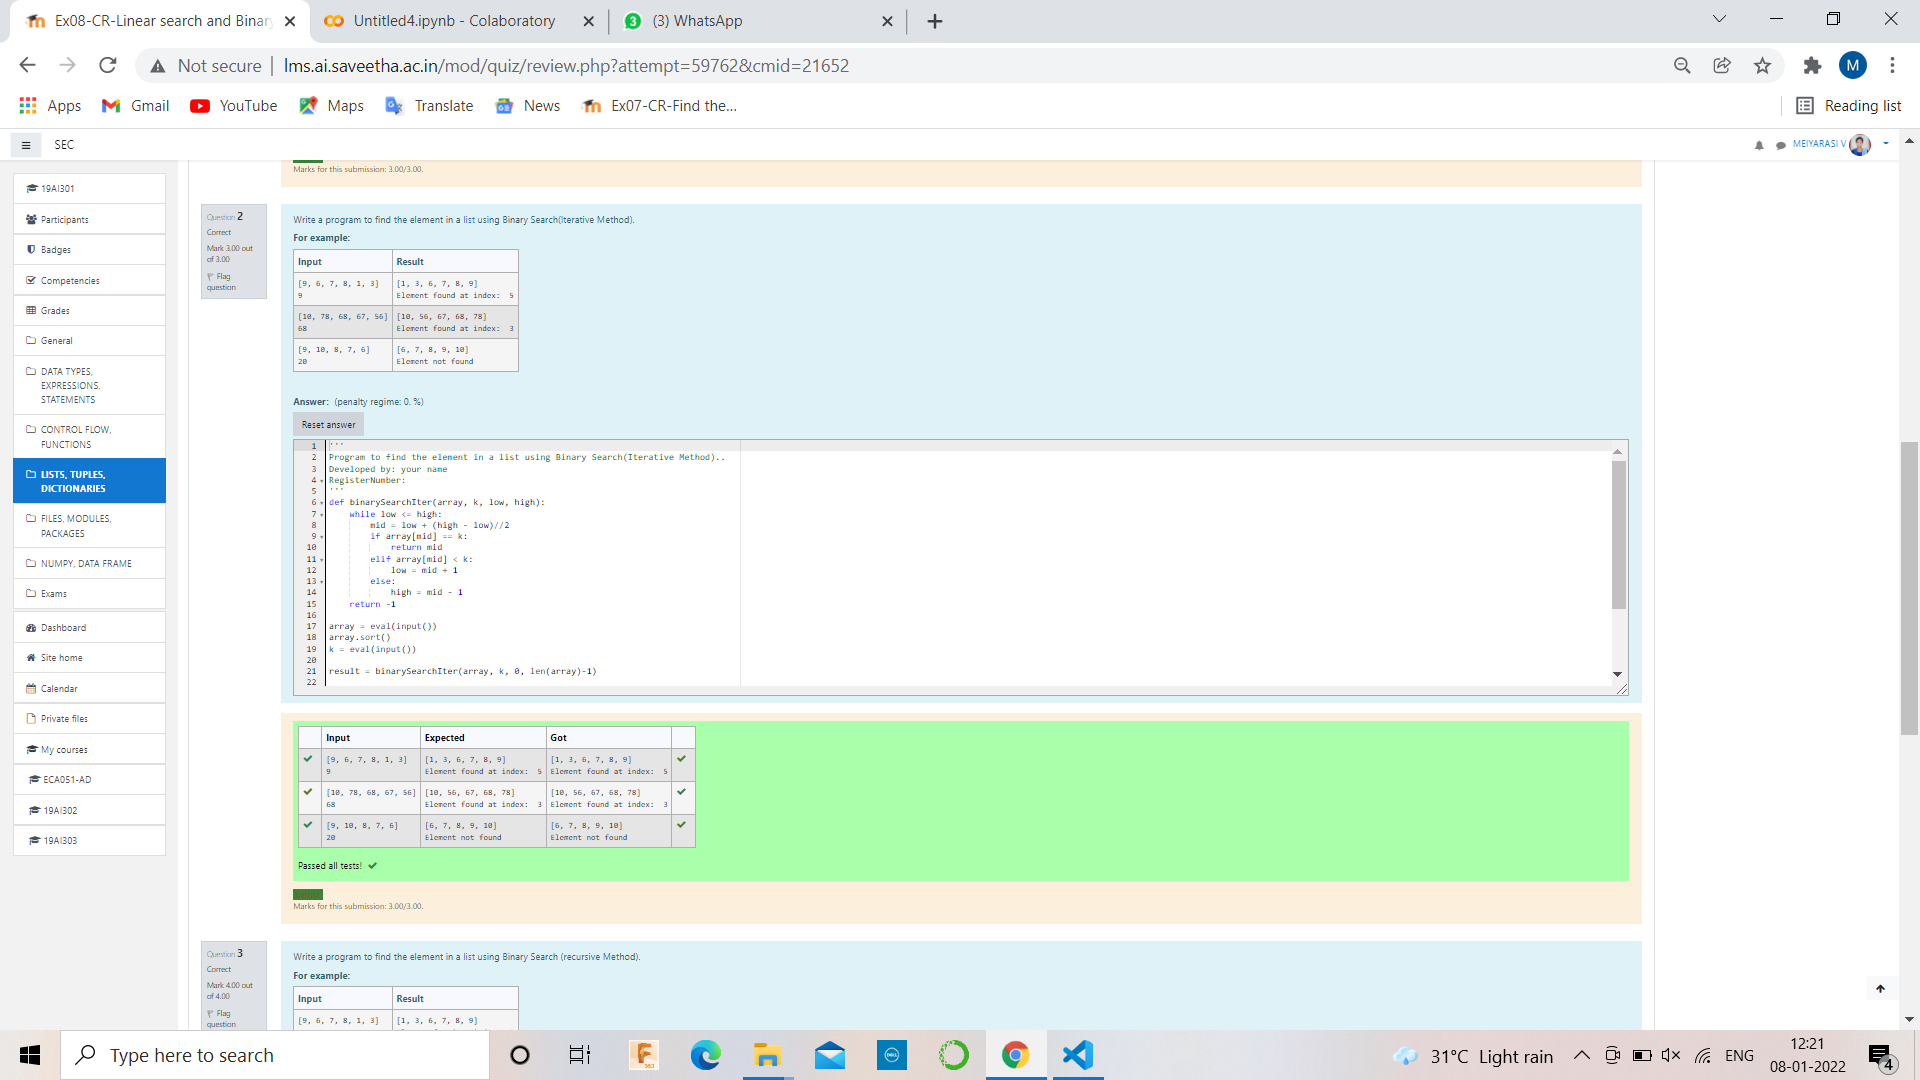 Ex08-CR-Linear search and Binar
Untitled4.ipynb - Colaboratory
(3) WhatsApp
Not secure
lms.ai.saveetha.ac.in/mod/quiz/review.php?attempt=59762&cmid=21652
M
Apps
Gmail
YouTube
Maps
Translate
News
Ex07-CR-Find the...
Reading list
SEC
MEIYARASI V
19AI301
Participants
Badges
Competencies
Grades
General
DATA TYPES,
EXPRESSIONS,
STATEMENTS
CONTROL FLOW,
FUNCTIONS
LISTS, TUPLES,
DICTIONARIES
FILES, MODULES,
PACKAGES
NUMPY, DATA FRAME
Exams
Dashboard
Site home
Calendar
Private files
My courses
ECA051-AD
19AI302
19AI303
Marks for this submission: 3.00/3.00.
Question 2
Correct
Mark 3.00 out
of 3.00
Flag
question
Write a program to find the element in a list using Binary Search(Iterative Method).
For example:
Input Result
[9, 6, 7, 8, 1, 3] [1, 3, 6, 7, 8, 9]
9 Element found at index:  5
[10, 78, 68, 67, 56] [10, 56, 67, 68, 78]
68 Element found at index:  3
[9, 10, 8, 7, 6] [6, 7, 8, 9, 10]
20 Element not found
Answer: (penalty regime: 0, %)
Reset answer
1 '''
2 Program to find the element in a list using Binary Search(Iterative Method)..
3 Developed by: your name
4 RegisterNumber:
5 '''
6 def binarySearchIter(array, k, low, high):
7 while low <= high:
8 mid = low + (high - low)//2
9 if array[mid] == k:
10 return mid
11 elif array[mid] < k:
12 low = mid + 1
13 else:
14 high = mid - 1
15 return -1
16
17 array = eval(input())
18 array.sort()
19 k = eval(input())
20
21 result = binarySearchIter(array, k, 0, len(array)-1)
22
Input Expected Got
[9, 6, 7, 8, 1, 3] [1, 3, 6, 7, 8, 9] [1, 3, 6, 7, 8, 9]
9 Element found at index:  5 Element found at index:  5
[10, 78, 68, 67, 56] [10, 56, 67, 68, 78] [10, 56, 67, 68, 78]
68 Element found at index:  3 Element found at index:  3
[9, 10, 8, 7, 6] [6, 7, 8, 9, 10] [6, 7, 8, 9, 10]
20 Element not found Element not found
Passed all tests!
Marks for this submission: 3.00/3.00.
Question 3
Correct
Mark 4.00 out
of 4.00
Flag
question
Write a program to find the element in a list using Binary Search (recursive Method).
For example:
Input Result
[9, 6, 7, 8, 1, 3] [1, 3, 6, 7, 8, 9]
Type here to search
31°C Light rain
ENG
12:21
08-01-2022
4